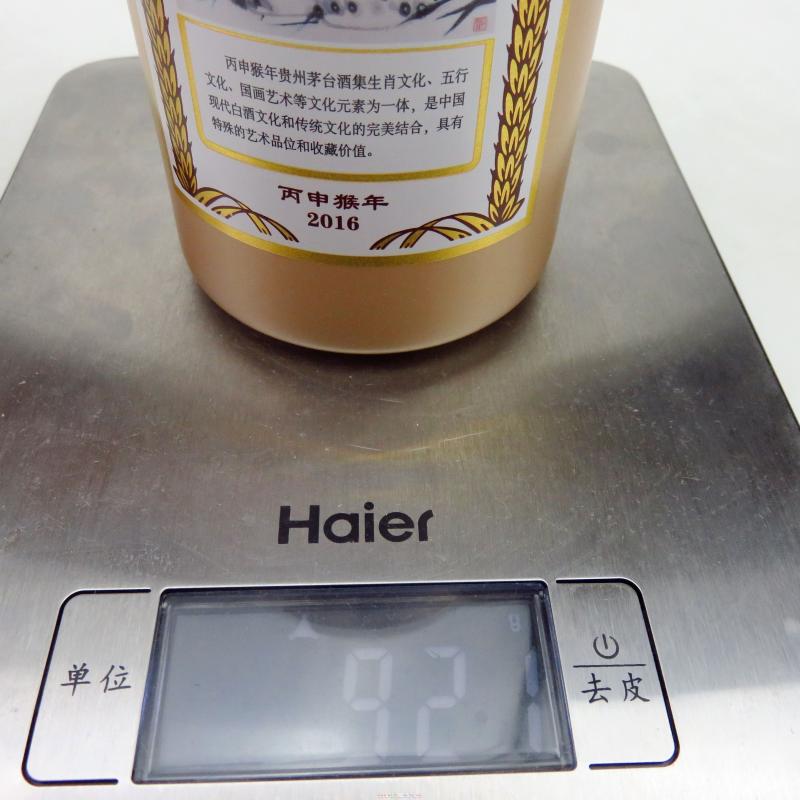 丙申猴年贵州茅台酒集生肖文化、五行
文化、国画艺术等文化元素为一体，是中国
现代白酒文化和传统文化的完美结合，具有
特殊的艺术品位和收藏价值。
丙申猴年
2016
Haier
单位
921
g
去皮